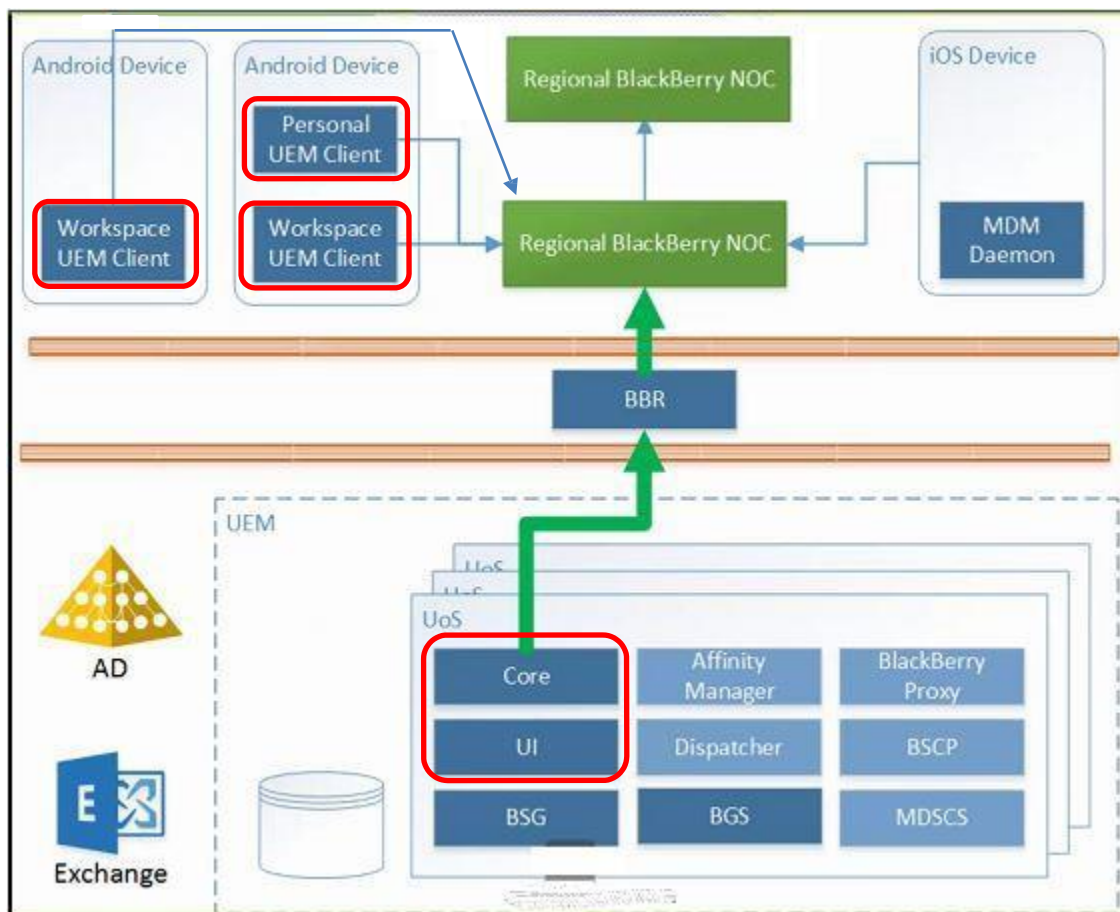 Android Device
Android Device
iOS Device
Regional BlackBerry NOC
Personal
UEM Client
Workspace
UEM Client
Workspace
UEM Client
Regional BlackBerry NOC
MDM
Daemon
BBR
UEM
UoS
UoS
UoS
AD
Core
Affinity
Manager
BlackBerry
Proxy
UI
Dispatcher
BSCP
E
BSG
BGS
MDSCS
Exchange